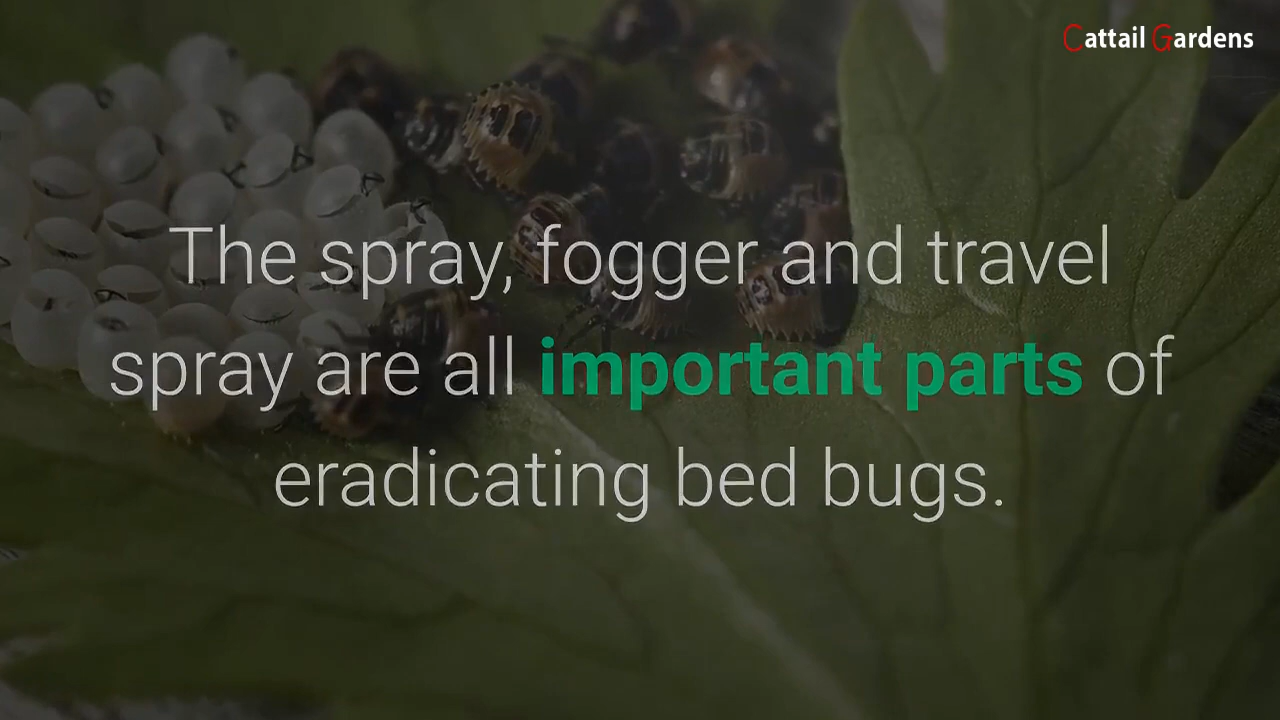 Cattail Gardens
The spray, fogger and travel
spray are all important parts of
eradicating bed bugs.